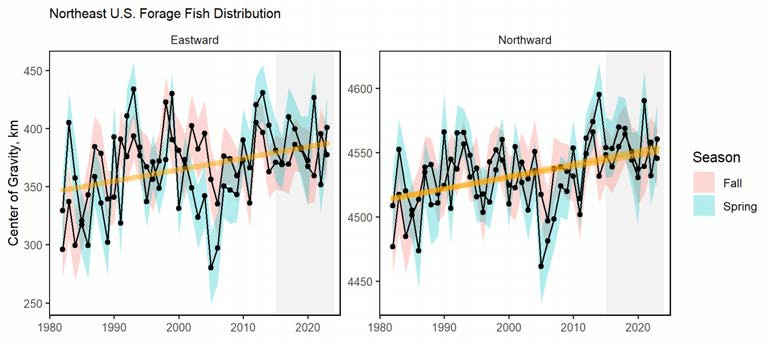 Northeast U.S. Forage Fish Distribution
Eastward
Northward
Center of Gravity, km
450
400
350
300
250
4600
4550
4500
4450
1980
1990
2000
2010
2020
1980
1990
2000
2010
2020
Season
Fall
Spring